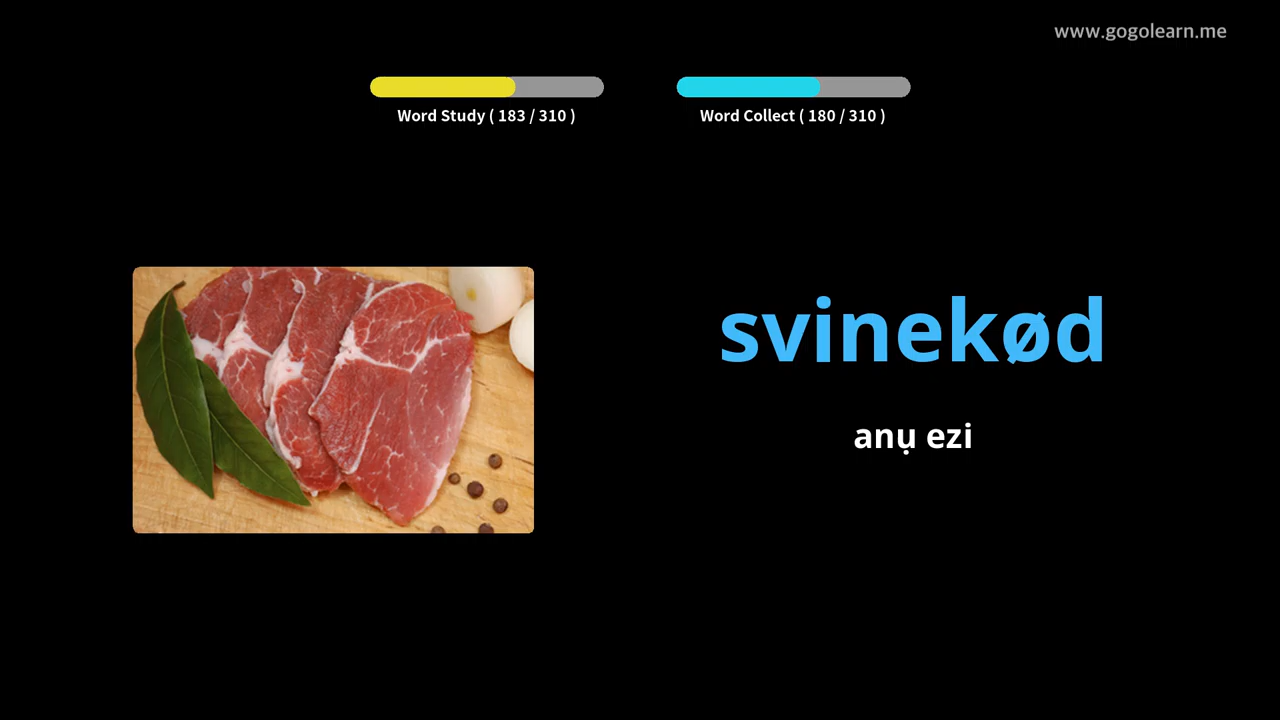 www.gogolearn.me
Word Study ( 183 / 310 )
Word Collect ( 180 / 310 )
svinekød
anụ ezi